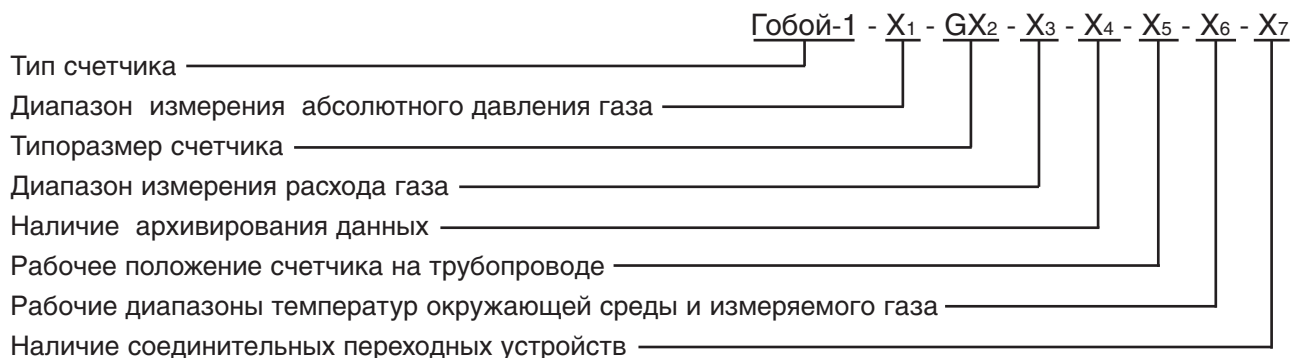 Гобой-1 - X1 - GX2 - X3 - X4 - X5 - X6 - X7
Тип счетчика
Диапазон измерения абсолютного давления газа
Типоразмер счетчика
Диапазон измерения расхода газа
Наличие архивирования данных
Рабочее положение счетчика на трубопроводе
Рабочие диапазоны температур окружающей среды и измеряемого газа
Наличие соединительных переходных устройств